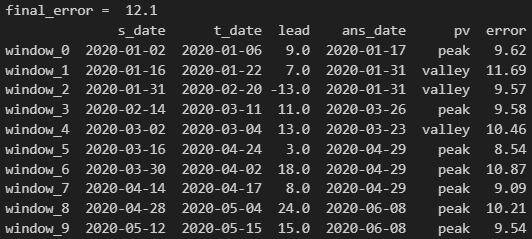 final_error =  12.1
s_date t_date lead ans_date pv error
window_0 2020-01-02 2020-01-06 9.0 2020-01-17 peak 9.62
window_1 2020-01-16 2020-01-22 7.0 2020-01-31 valley 11.69
window_2 2020-01-31 2020-02-20 -13.0 2020-01-31 valley 9.57
window_3 2020-02-14 2020-03-11 11.0 2020-03-26 peak 9.58
window_4 2020-03-02 2020-03-04 13.0 2020-03-23 valley 10.46
window_5 2020-03-16 2020-04-24 3.0 2020-04-29 peak 8.54
window_6 2020-03-30 2020-04-02 18.0 2020-04-29 peak 10.87
window_7 2020-04-14 2020-04-17 8.0 2020-04-29 peak 9.09
window_8 2020-04-28 2020-05-04 24.0 2020-06-08 peak 10.21
window_9 2020-05-12 2020-05-15 15.0 2020-06-08 peak 9.54